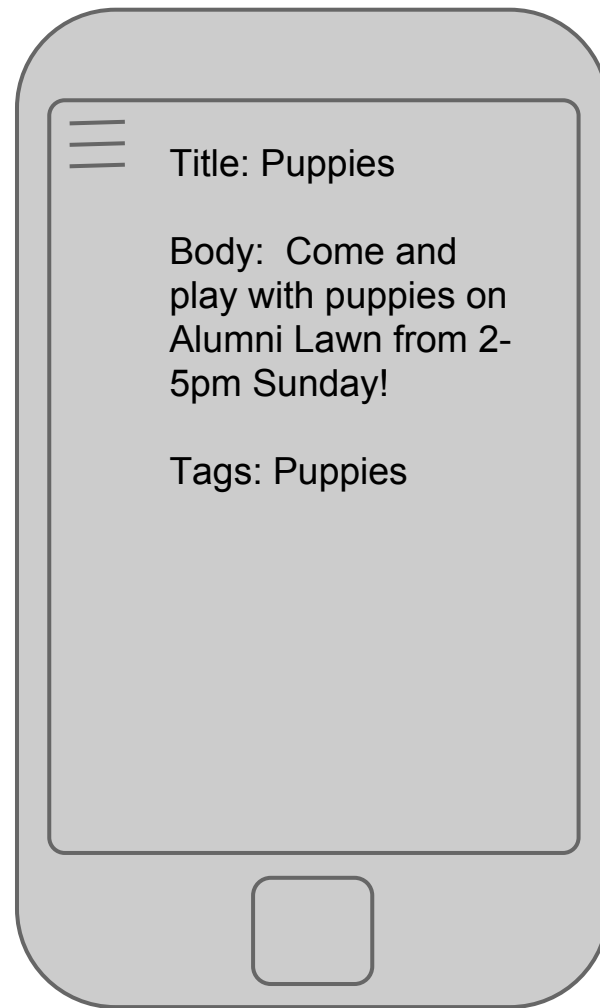 Title: Puppies
Body:  Come and
play with puppies on
Alumni Lawn from 2-
5pm Sunday!
Tags: Puppies